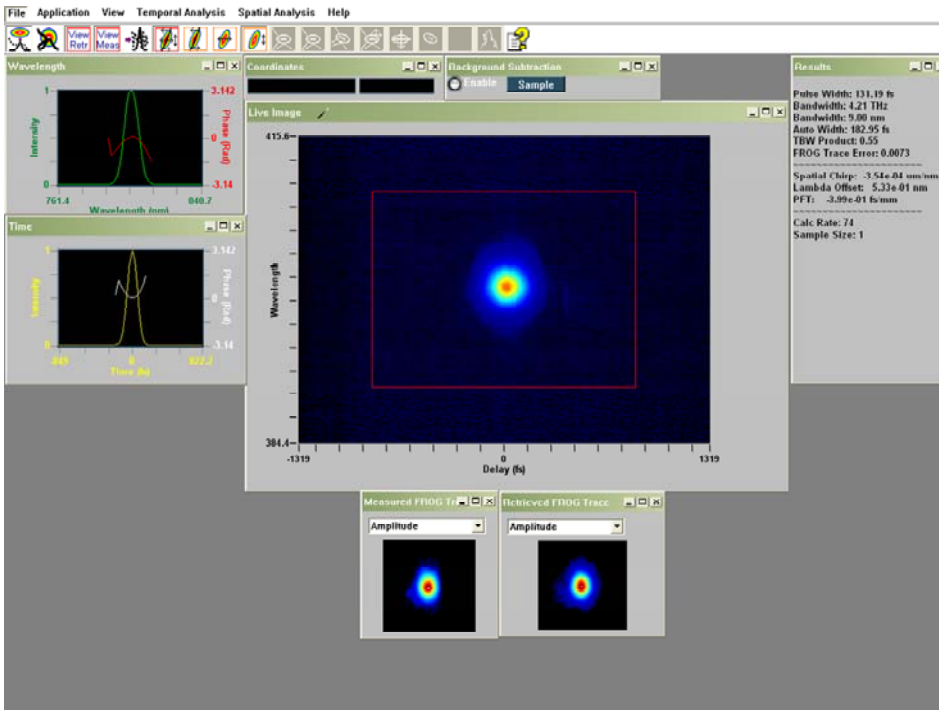 File Application View Temporal Analysis Spatial Analysis Help
View Retr
View Meas
Wavelength
Intensity
1
0
3.142
0
-3.14
Phase (Rad)
761.4 840.7
Wavelength (nm)
Coordinates
Background Subtraction
Enable Sample
Live Image
415.6
Wavelength
384.4
-1319 0 1319
Delay (fs)
Results
Pulse Width: 131.19 fs
Bandwidth: 4.21 THz
Bandwidth: 9.00 nm
Auto Width: 182.95 fs
TBW Product: 0.55
FROG Trace Error: 0.0073
Spatial Chirp: -3.54e-04 nm/nm
Lambda Offset: 5.33e-01 nm
PFT: -3.99e-01 fs/mm
Calc Rate: 74
Sample Size: 1
Time
Intensity
1
0
3.142
0
-3.14
Phase (Rad)
-849 0 822.2
Time (fs)
Measured FROG Tr
Amplitude
Retrieved FROG Trace
Amplitude